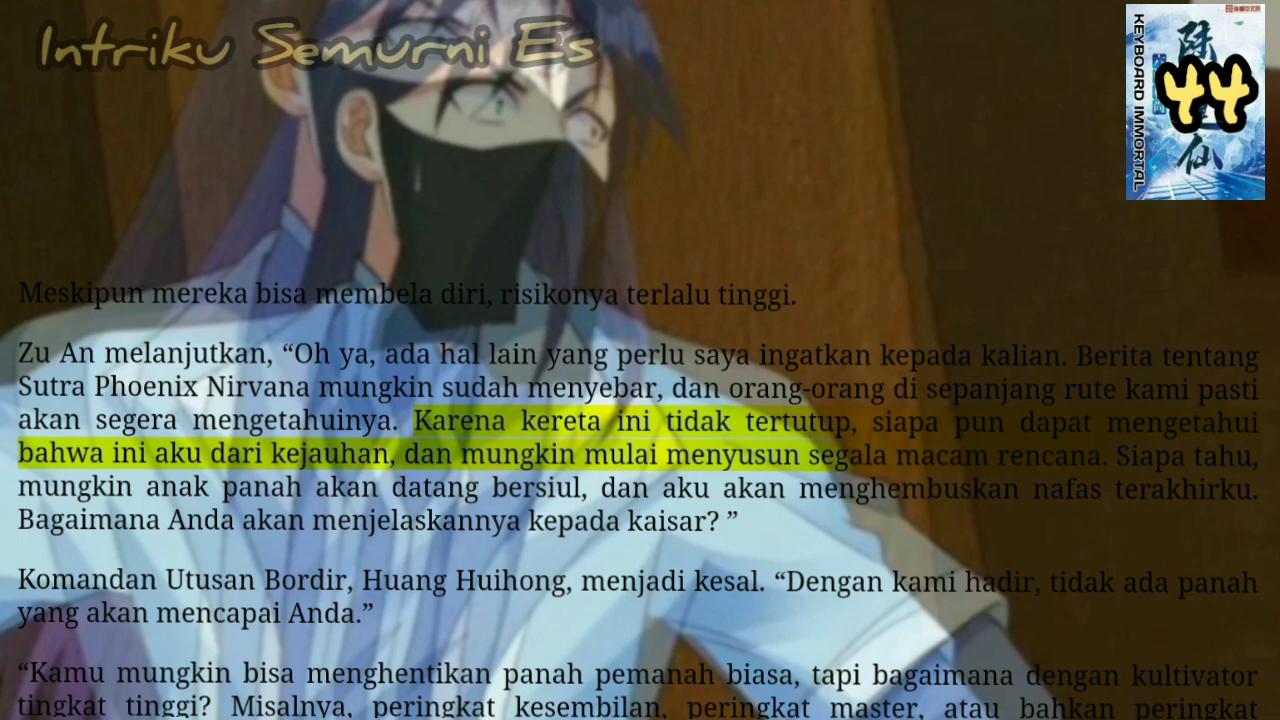 Intriku Semurni Es
KEYBOARD IMMORTAL
44
仙
Meskipun mereka bisa membela diri, risikonya terlalu tinggi.
Zu An melanjutkan, “Oh ya, ada hal lain yang perlu saya ingatkan kepada kalian. Berita tentang
Sutra Phoenix Nirvana mungkin sudah menyebar, dan orang-orang di sepanjang rute kami pasti
akan segera mengetahuinya. Karena kereta ini tidak tertutup, siapa pun dapat mengetahui
bahwa ini aku dari kejauhan, dan mungkin mulai menyusun segala macam rencana. Siapa tahu,
mungkin anak panah akan datang bersiul, dan aku akan menghembuskan nafas terakhirku.
Bagaimana Anda akan menjelaskannya kepada kaisar? ”
Komandan Utusan Bordir, Huang Huihong, menjadi kesal. “Dengan kami hadir, tidak ada panah
yang akan mencapai Anda.”
“Kamu mungkin bisa menghentikan panah pemanah biasa, tapi bagaimana dengan kultivator
tingkat tinggi? Misalnya, peringkat kesembilan, peringkat master, atau bahkan peringkat